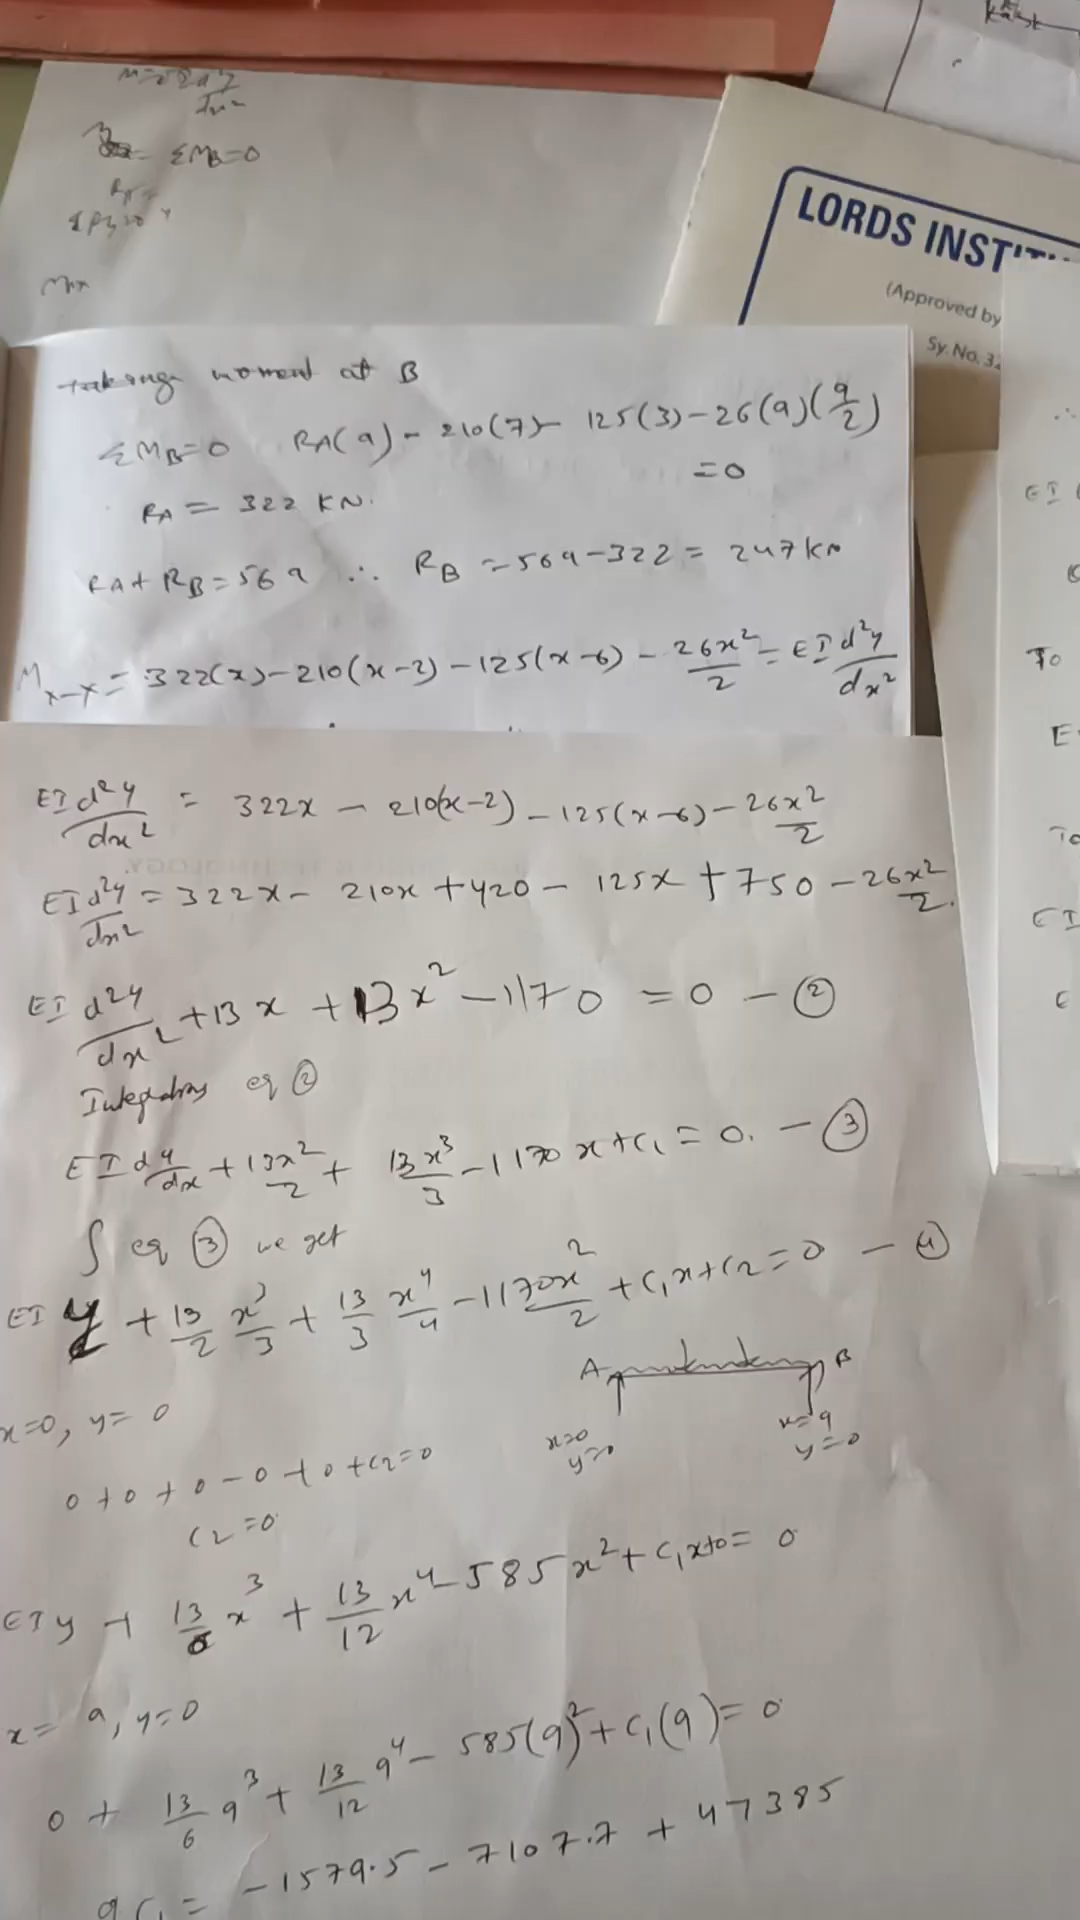 ΣMB=0
LORDS INSTIT
(Approved by
Sy. No. 32
taking moment at B
ΣMB=0 RA(9) - 210(7) - 125(3) - 26(9)(9/2)
=0
RA = 322 KN.
RA + RB = 569 ∴ RB = 569-322 = 247 KN
Mx-x = 322(x) - 210(x-2) - 125(x-6) - 26x²/2 = EI d²y/dx²
EI d²y/dx² = 322x - 210(x-2) - 125(x-6) - 26x²/2
EI d²y/dx² = 322x - 210x + 420 - 125x + 750 - 26x²/2.
EI d²y/dx² + 13x + 13x² - 1170 = 0 - ②
Integrating eq ②
EI dy/dx + 13x²/2 + 13x³/3 - 1170x + C1 = 0. - ③
∫ eq ③ we get
EI y + 13/2 x³/3 + 13/3 x⁴/4 - 1170x²/2 + C1x + C2 = 0 - ④
A B
x=0 x=9
y=0 y=0
x=0, y=0
0+0+0-0+0+C2=0
C2=0
EIy + 13/6 x³ + 13/12 x⁴ - 585x² + C1x+0 = 0
x=9, y=0
0 + 13/6 9³ + 13/12 9⁴ - 585(9)² + C1(9) = 0
9C1 = -1579.5 - 7107.7 + 47385